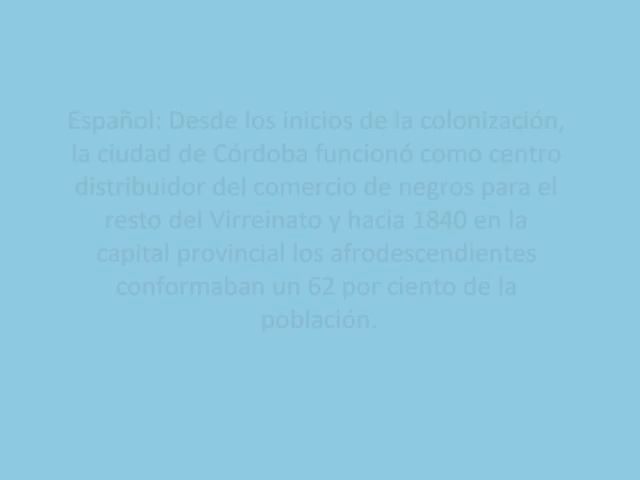 Español: Desde los inicios de la colonización,
la ciudad de Córdoba funcionó como centro
distribuidor del comercio de negros para el
resto del Virreinato y hacia 1840 en la
capital provincial los afrodescendientes
conformaban un 62 por ciento de la
población.